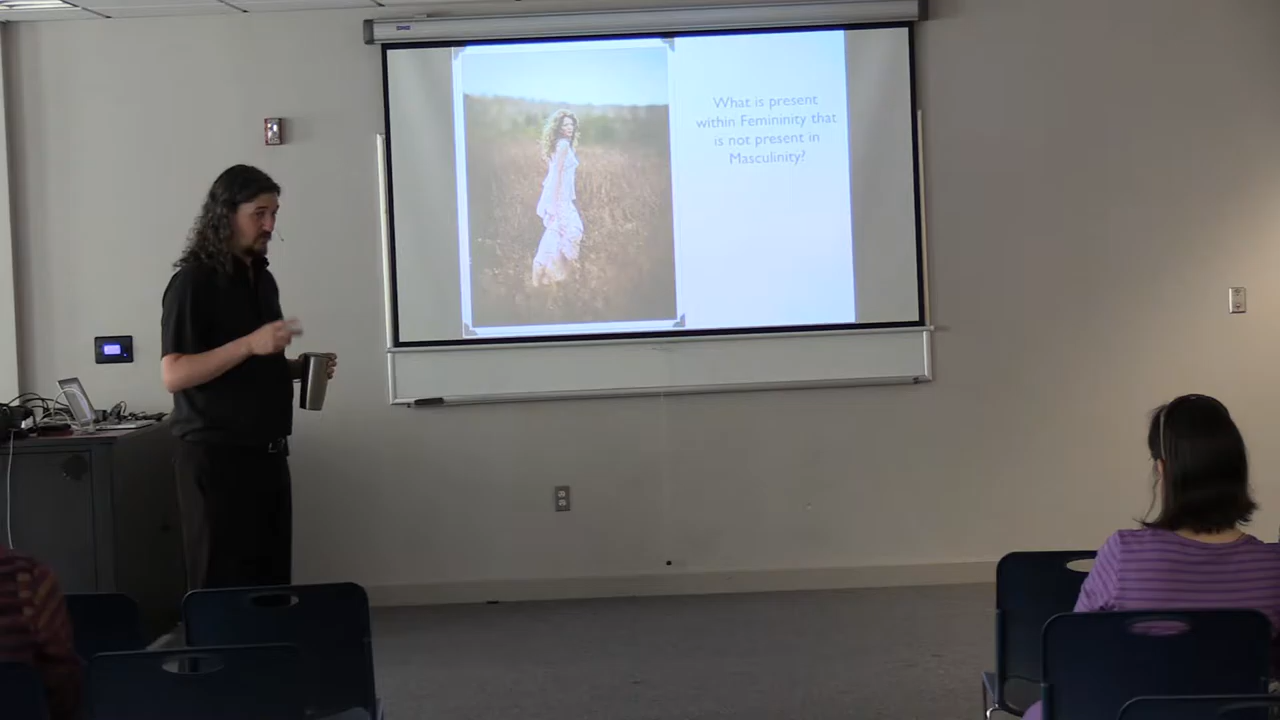 What is present
within Femininity that
is not present in
Masculinity?